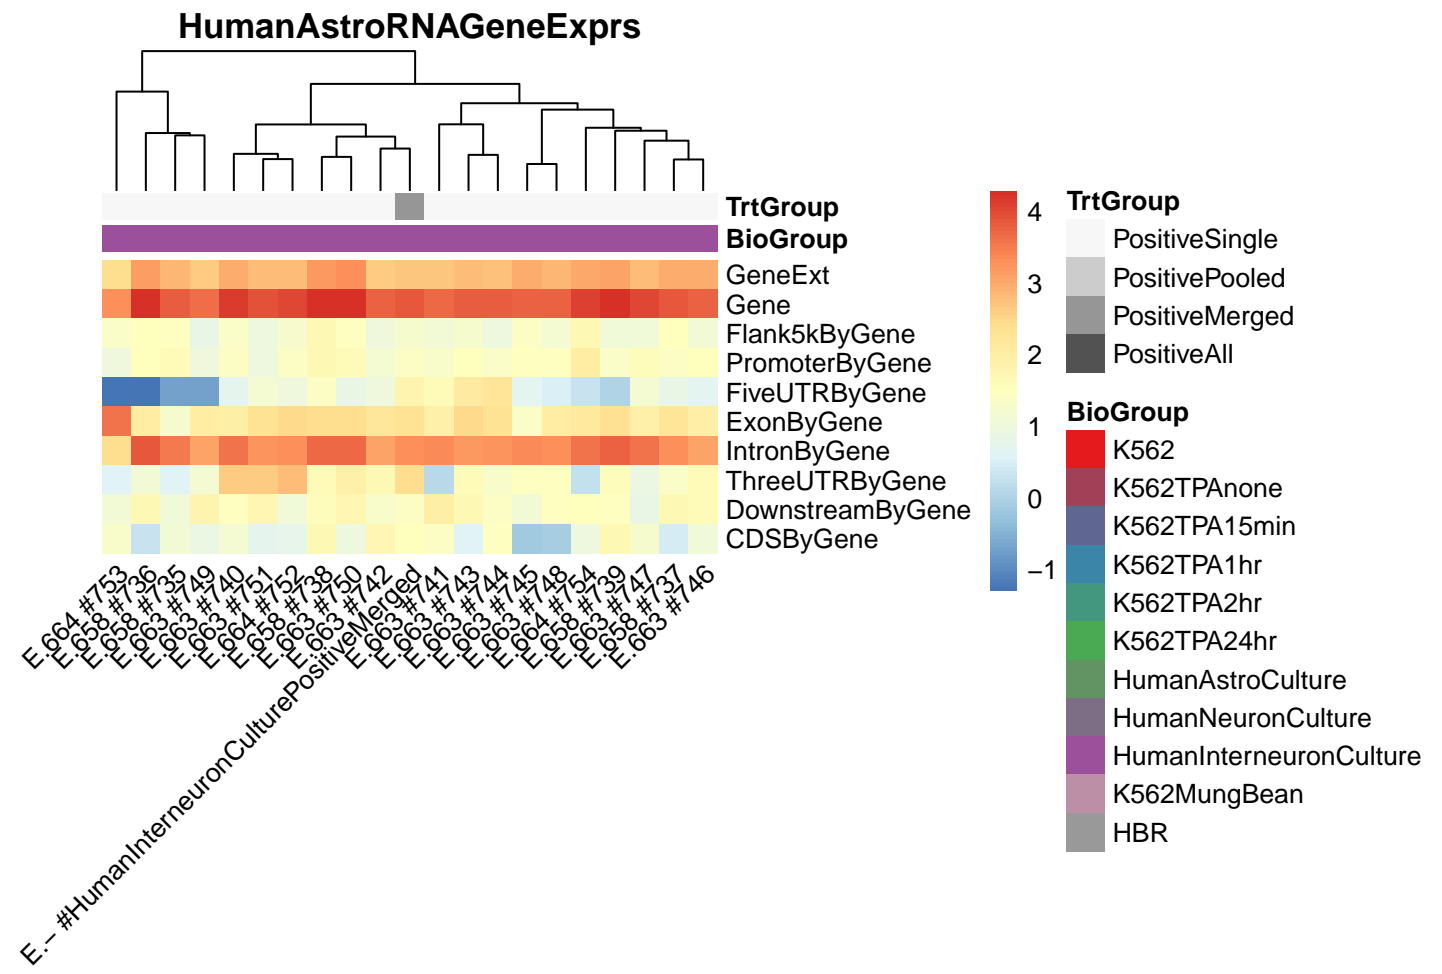 HumanAstroRNAGeneExprs
TrtGroup
BioGroup
GeneExt
Gene
Flank5kByGene
PromoterByGene
FiveUTRByGene
ExonByGene
IntronByGene
ThreeUTRByGene
DownstreamByGene
CDSByGene
E.664 #753
E.658 #736
E.658 #735
E.663 #749
E.663 #740
E.663 #751
E.664 #752
E.658 #738
E.663 #750
E.663 #742
E.− #HumanInterneuronCulturePositiveMerged
E.663 #741
E.663 #743
E.663 #744
E.663 #745
E.663 #748
E.664 #754
E.658 #739
E.663 #747
E.658 #737
E.663 #746
4
3
2
1
0
−1
TrtGroup
PositiveSingle
PositivePooled
PositiveMerged
PositiveAll
BioGroup
K562
K562TPAnone
K562TPA15min
K562TPA1hr
K562TPA2hr
K562TPA24hr
HumanAstroCulture
HumanNeuronCulture
HumanInterneuronCulture
K562MungBean
HBR